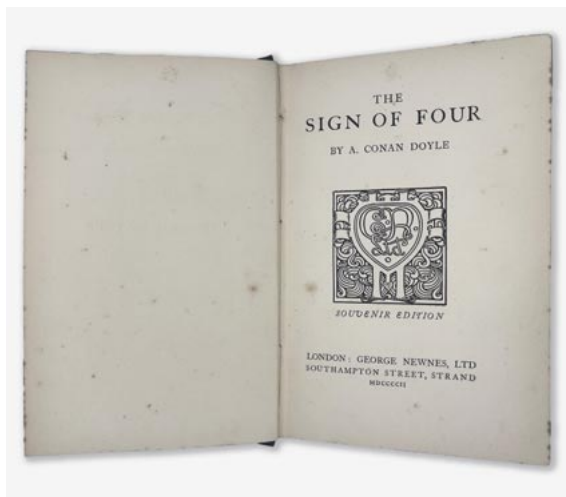 THE
SIGN OF FOUR
BY A. CONAN DOYLE
SOUVENIR EDITION
LONDON: GEORGE NEWNES, LTD
SOUTHAMPTON STREET, STRAND
MDCCCCII